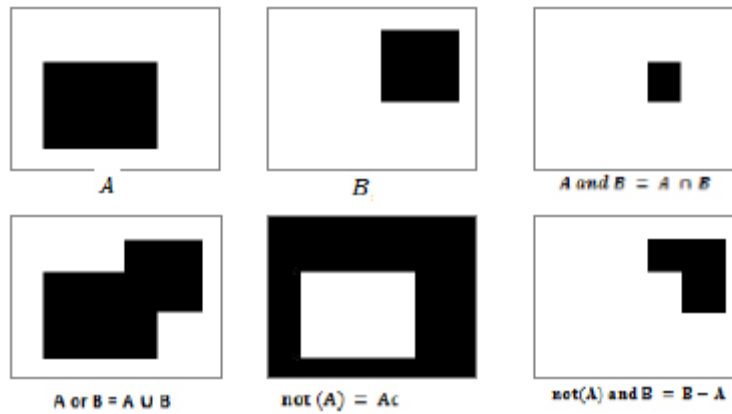 A
B
A and B = A ∩ B
A or B = A U B
not (A) = Ac
not(A) and B = B − A